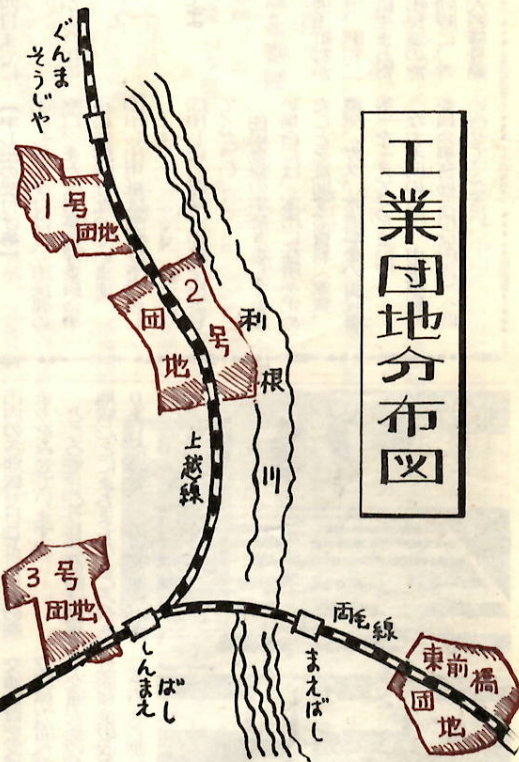 工業団地分布図
ぐんま
そうじや
1号
団地
2号
団地
利根川
上越線
3号
団地
しんまえ
ばし
両毛線
まえばし
東前橋
団地